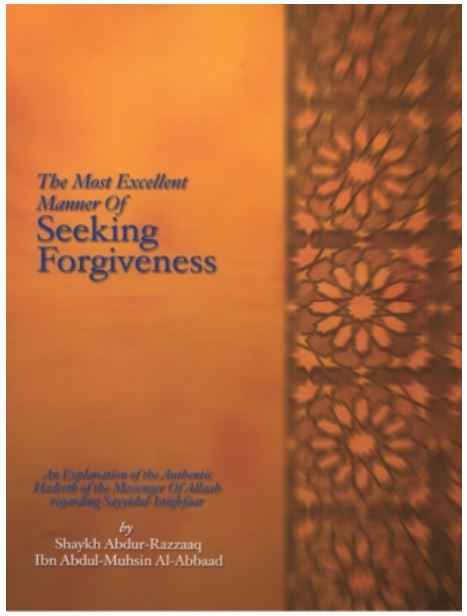 The Most Excellent
Manner Of
Seeking
Forgiveness
An Explanation of the Authentic
Hadeeth of the Messenger Of Allaah
regarding Sayyidul-Istighfaar
by
Shaykh Abdur-Razzaaq
Ibn Abdul-Muhsin Al-Abbaad